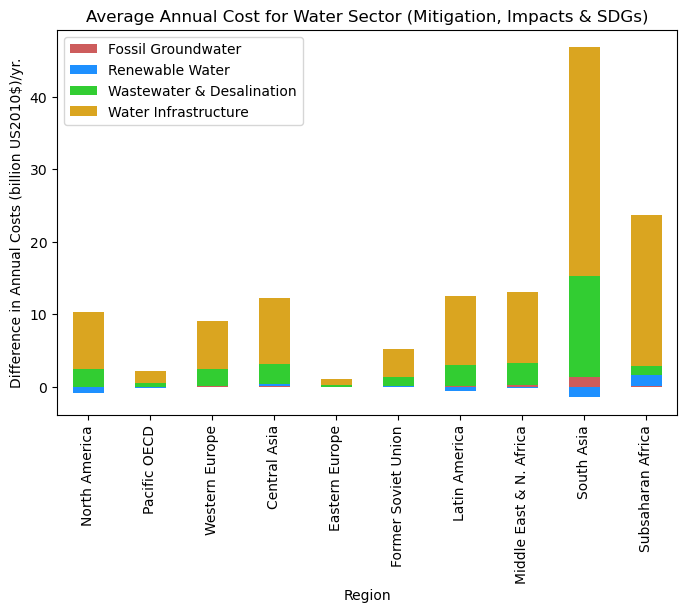 Average Annual Cost for Water Sector (Mitigation, Impacts & SDGs)
Fossil Groundwater
Renewable Water
Wastewater & Desalination
Water Infrastructure
Difference in Annual Costs (billion US2010$)/yr.
40
30
20
10
0
North America
Pacific OECD
Western Europe
Central Asia
Eastern Europe
Former Soviet Union
Latin America
Middle East & N. Africa
South Asia
Subsaharan Africa
Region